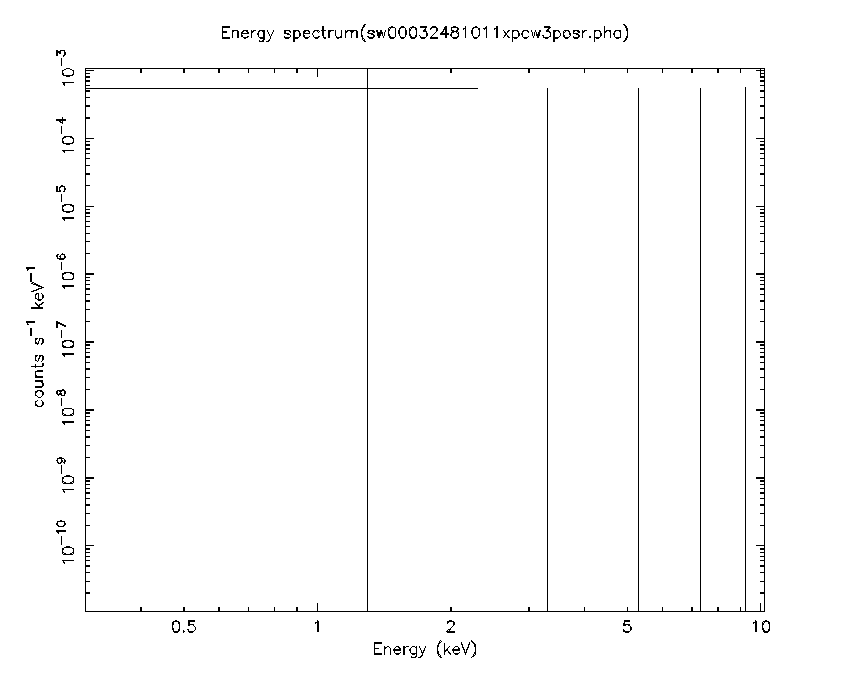 Energy spectrum(sw00032481011xpcw3posr.pha)
counts s⁻¹ keV⁻¹
10⁻³
10⁻⁴
10⁻⁵
10⁻⁶
10⁻⁷
10⁻⁸
10⁻⁹
10⁻¹⁰
0.5 1 2 5 10
Energy (keV)